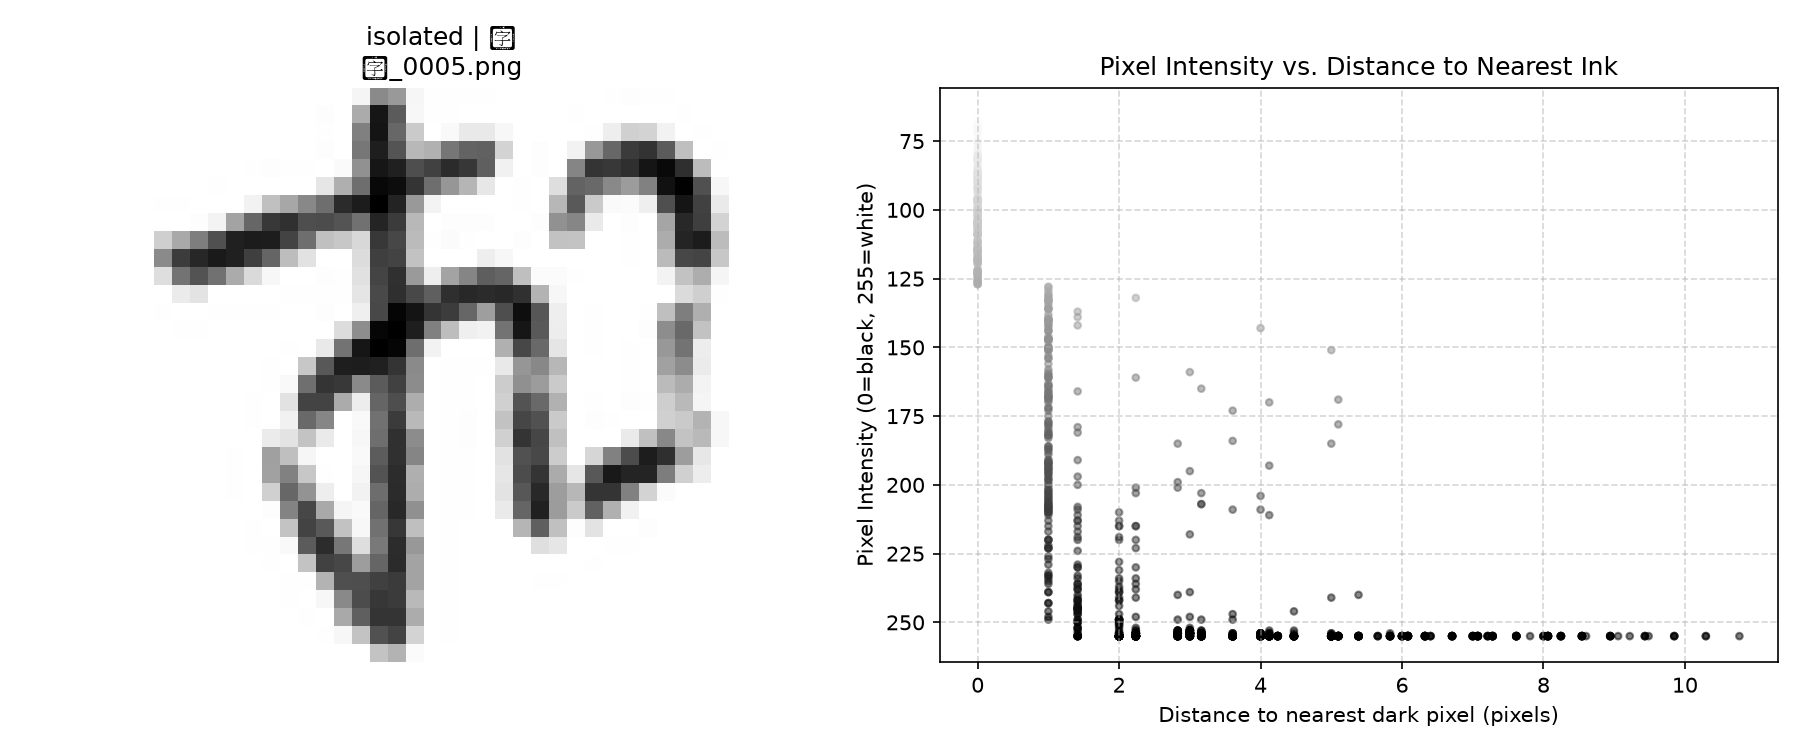 isolated |
_0005.png
Pixel Intensity vs. Distance to Nearest Ink
Pixel Intensity (0=black, 255=white)
75
100
125
150
175
200
225
250
0 2 4 6 8 10
Distance to nearest dark pixel (pixels)